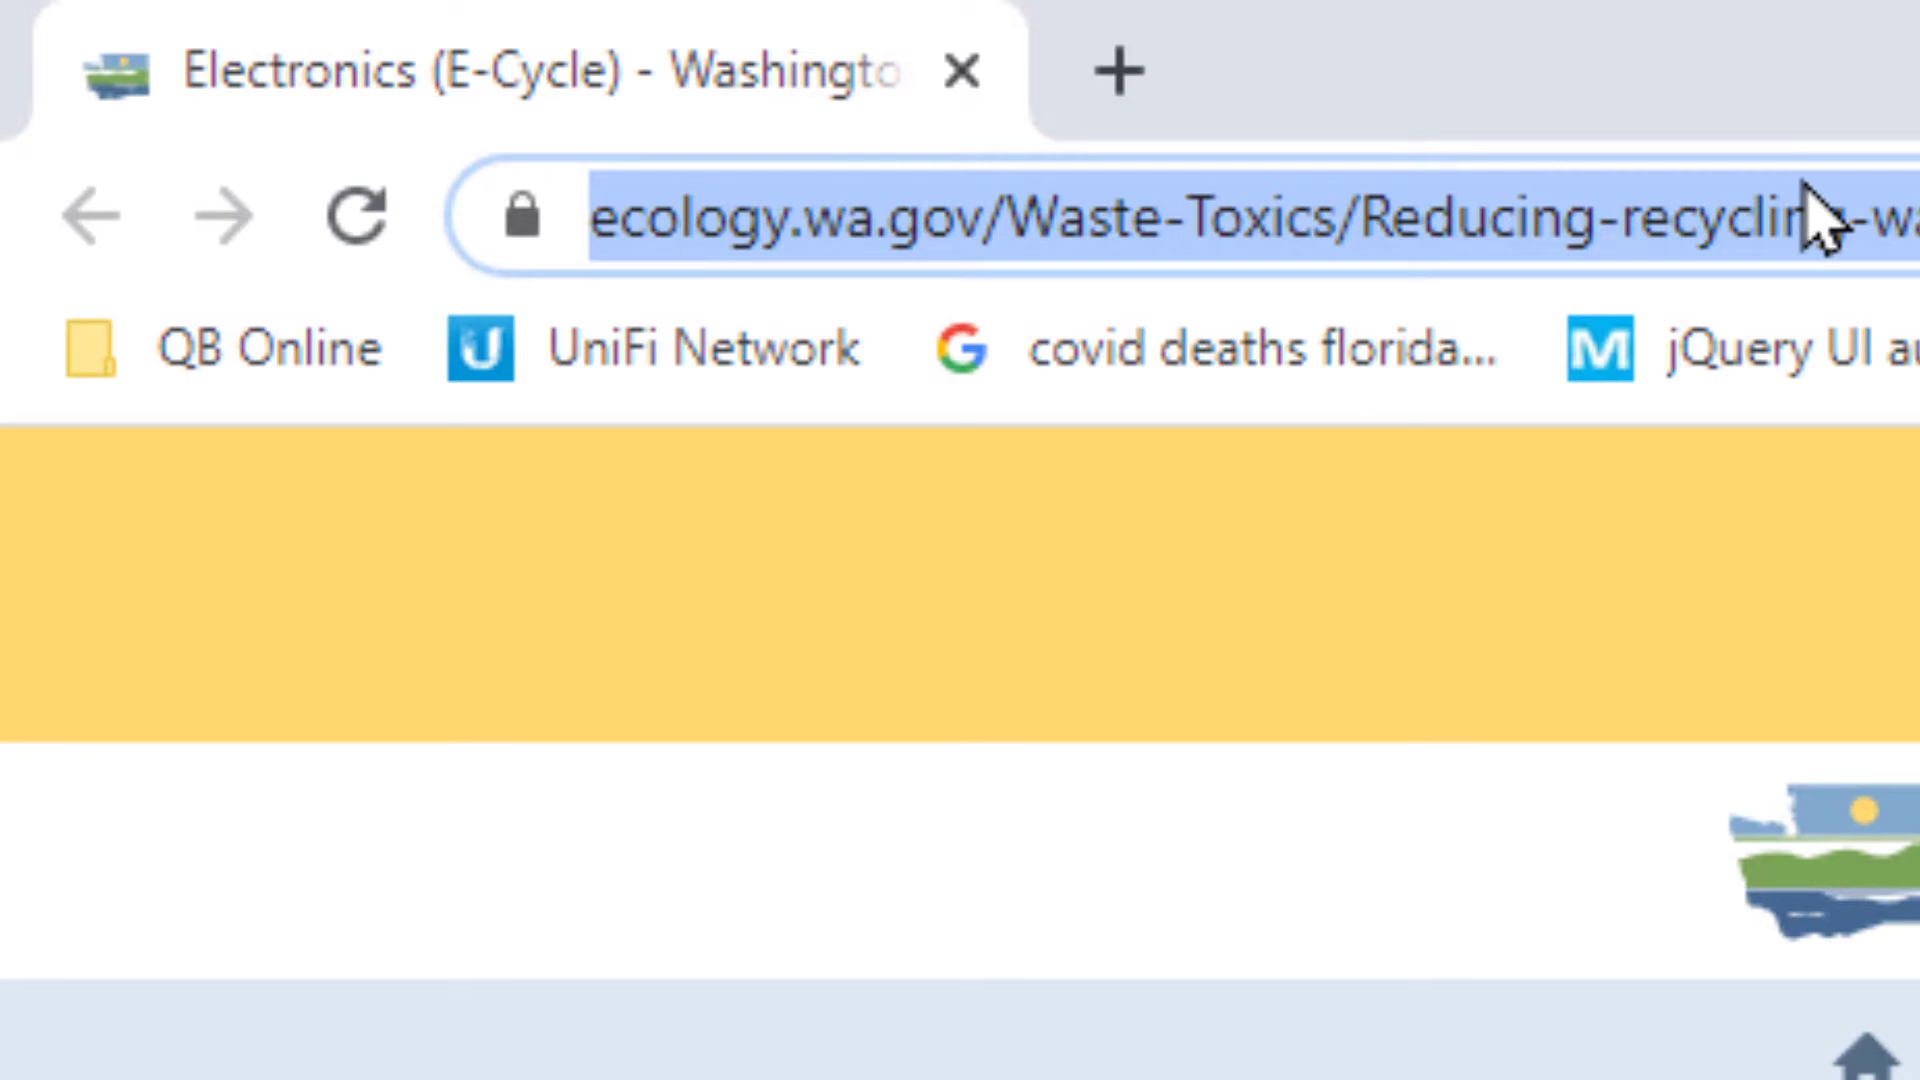 Electronics (E-Cycle) - Washingto
ecology.wa.gov/Waste-Toxics/Reducing-recycling-wa
QB Online UniFi Network covid deaths florida... jQuery UI au